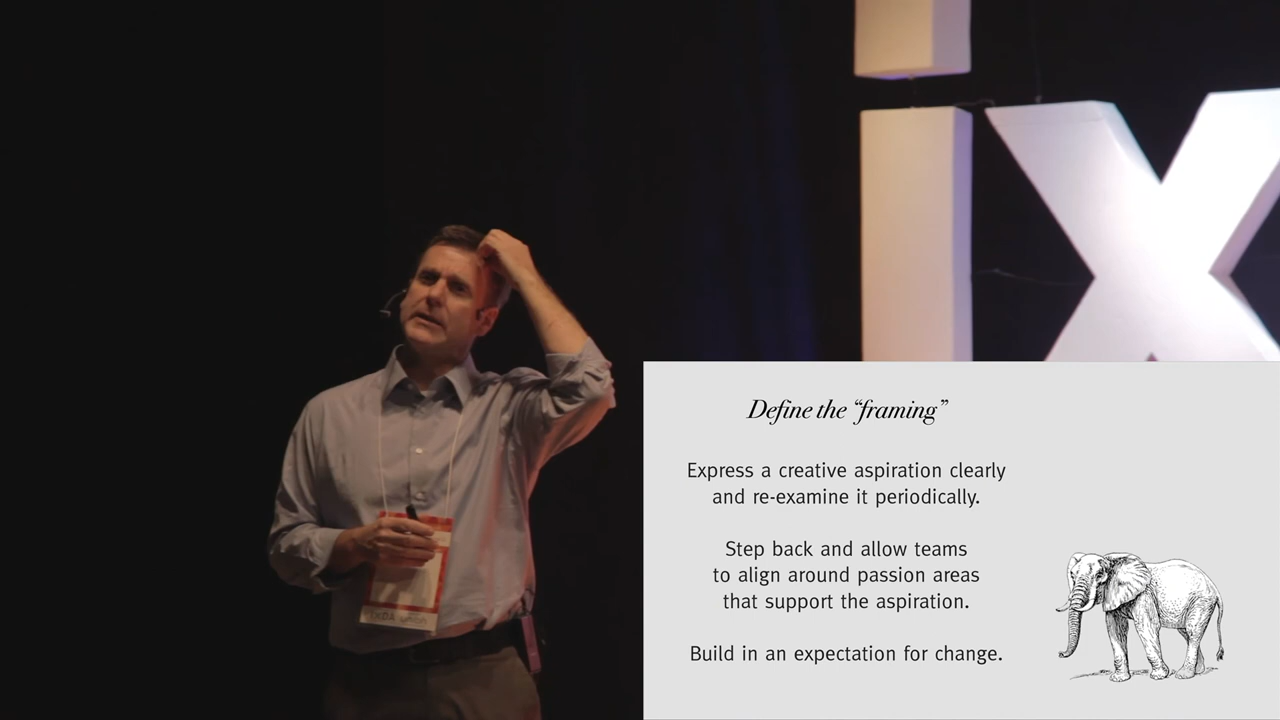 ix
Define the “framing”
Express a creative aspiration clearly
and re-examine it periodically.
Step back and allow teams
to align around passion areas
that support the aspiration.
Build in an expectation for change.